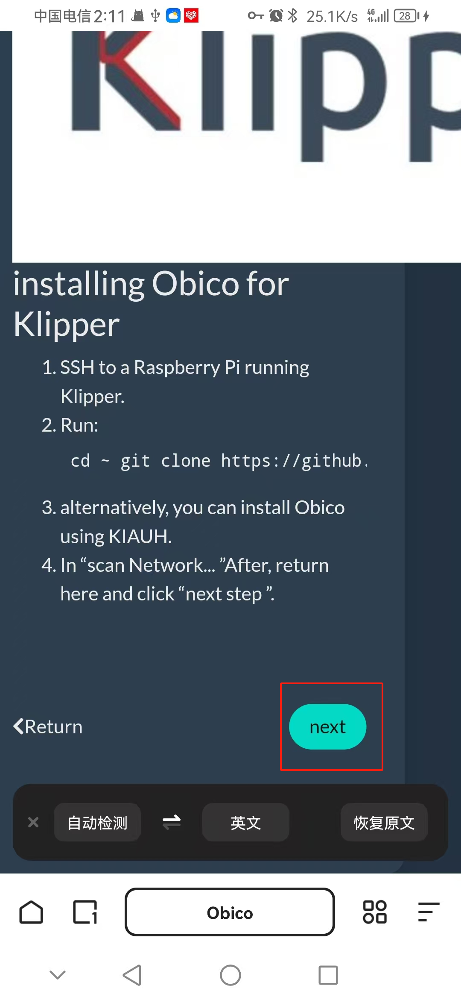 中国电信2:11 25.1K/s 4G 28
Klipp
installing Obico for
Klipper
1. SSH to a Raspberry Pi running
Klipper.
2. Run:
cd ~ git clone https://github.
3. alternatively, you can install Obico
using KIAUH.
4. In “scan Network... ”After, return
here and click “next step ”.
Return next
自动检测 英文 恢复原文
1 Obico